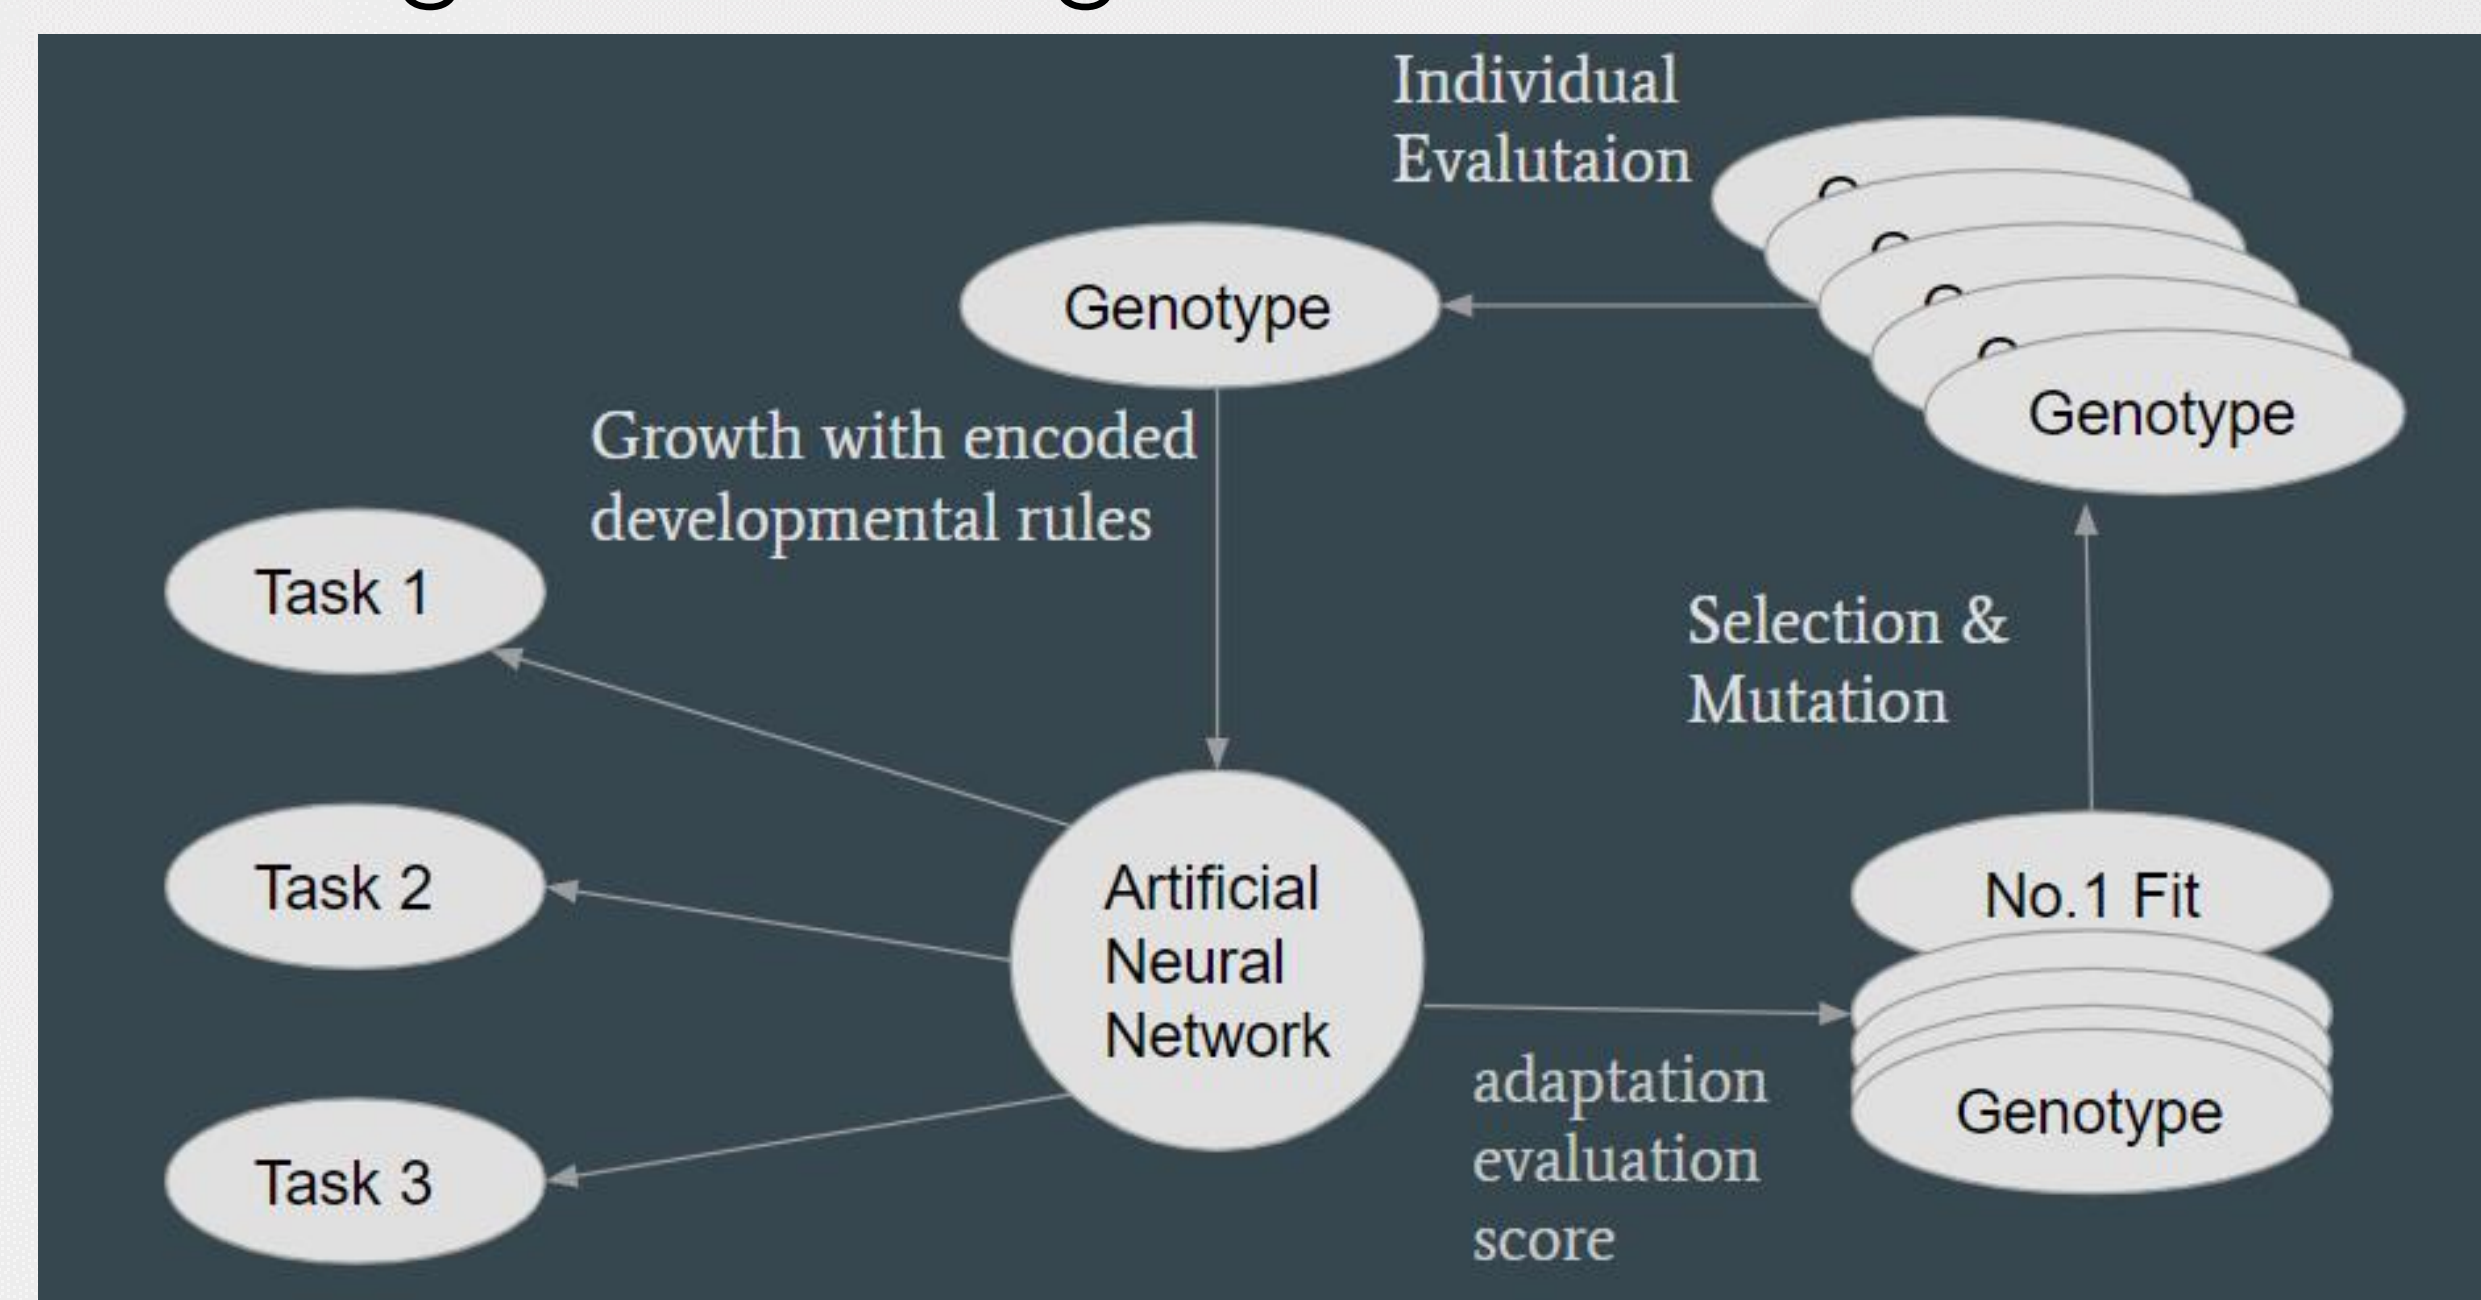 Individual
Evalutaion
Genotype
Genotype
Growth with encoded
developmental rules
Task 1
Selection &
Mutation
Task 2
Artificial
Neural
Network
No.1 Fit
Task 3
adaptation
evaluation
score
Genotype